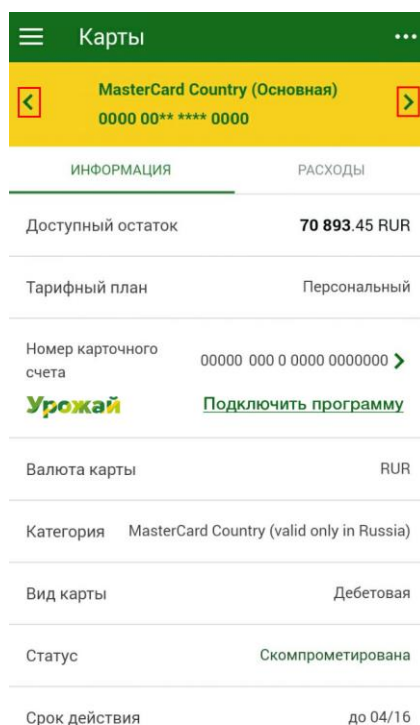 Карты
MasterCard Country (Основная)
0000 00** **** 0000
ИНФОРМАЦИЯ РАСХОДЫ
Доступный остаток 70 893.45 RUR
Тарифный план Персональный
Номер карточного
счета 00000 000 0 0000 0000000
Урожай Подключить программу
Валюта карты RUR
Категория MasterCard Country (valid only in Russia)
Вид карты Дебетовая
Статус Скомпрометирована
Срок действия до 04/16